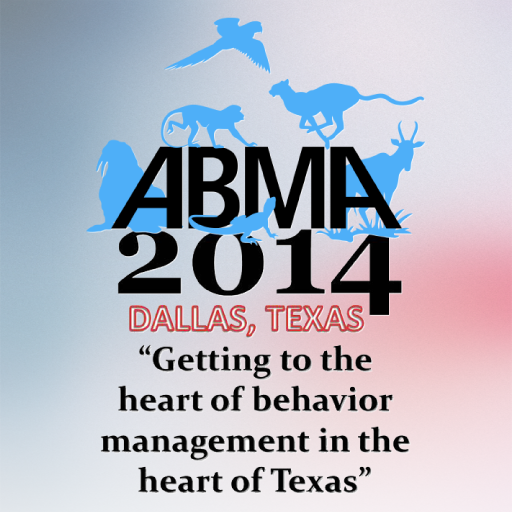 ABMA
2014
DALLAS, TEXAS
“Getting to the
heart of behavior
management in the
heart of Texas”